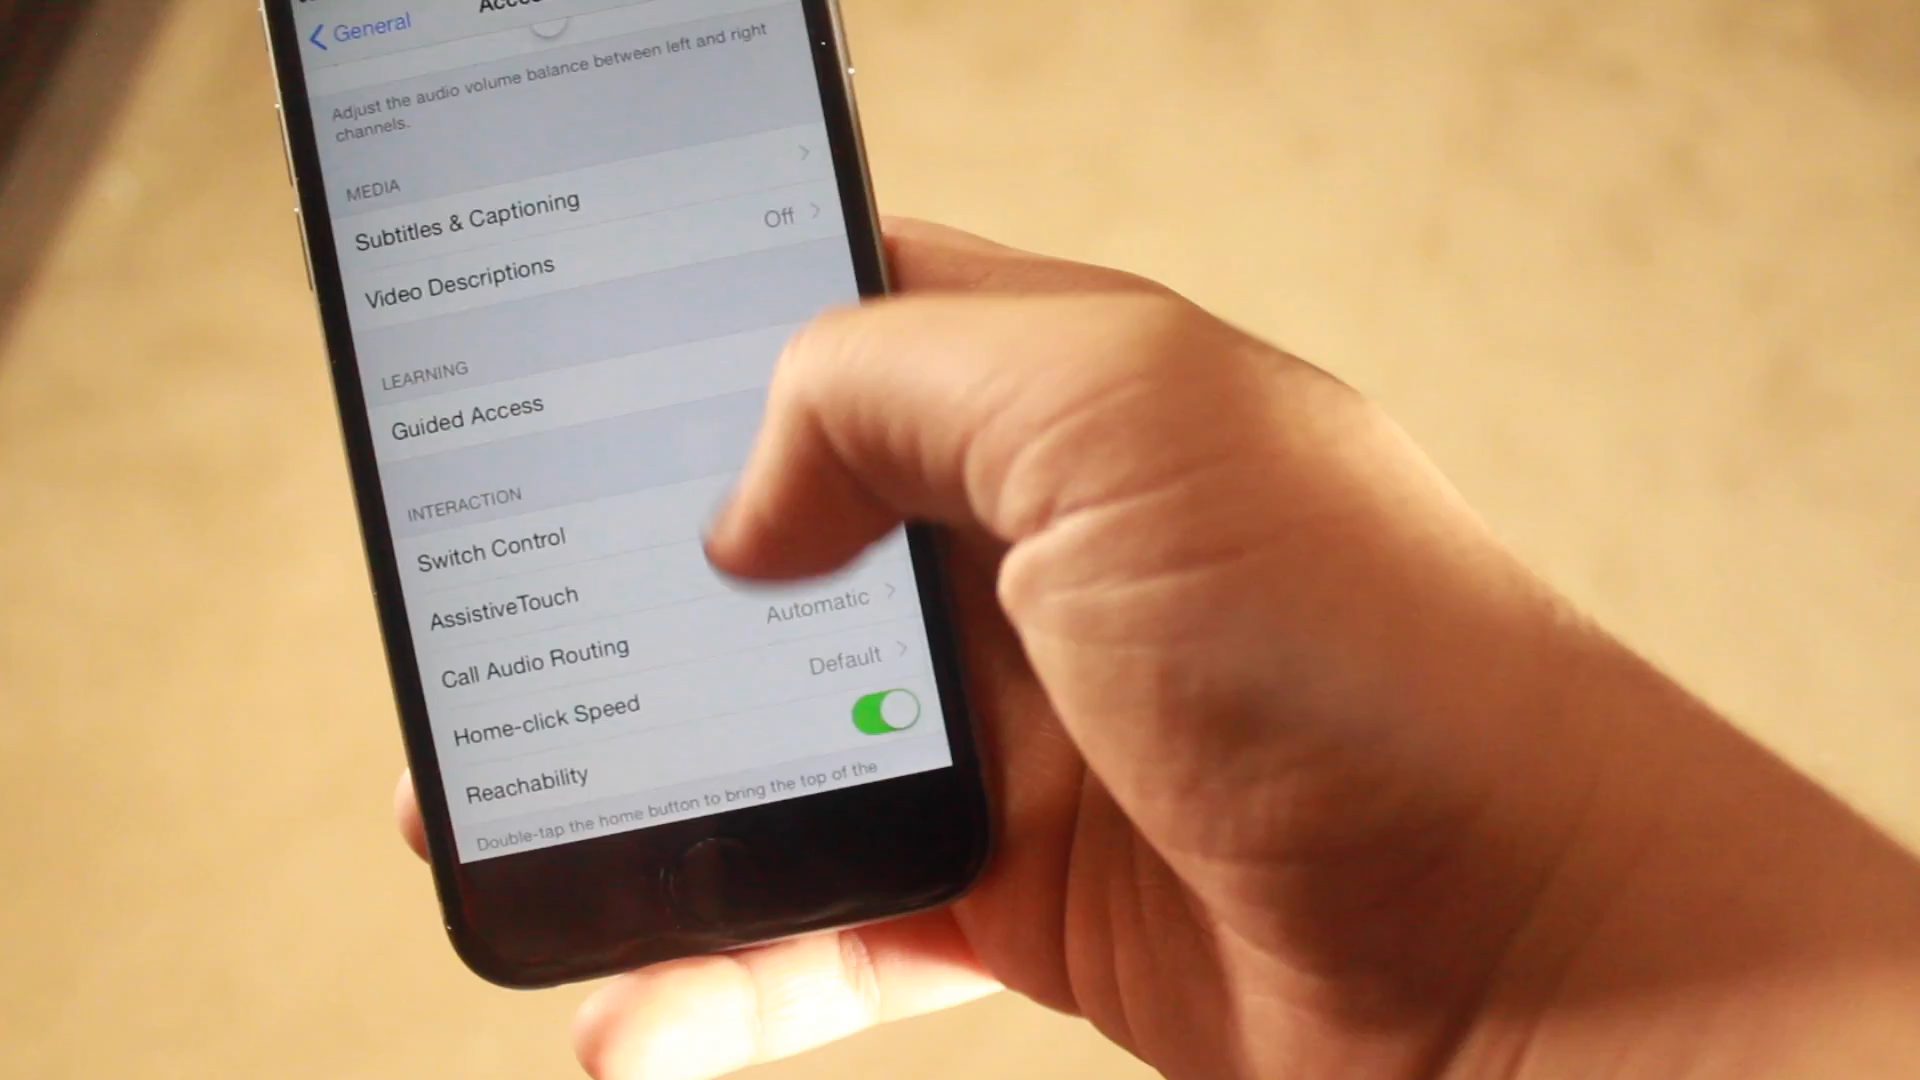 General
Adjust the audio volume balance between left and right
channels.
MEDIA
Subtitles & Captioning
Video Descriptions Off
LEARNING
Guided Access
INTERACTION
Switch Control
AssistiveTouch
Call Audio Routing Automatic
Home-click Speed Default
Reachability
Double-tap the home button to bring the top of the